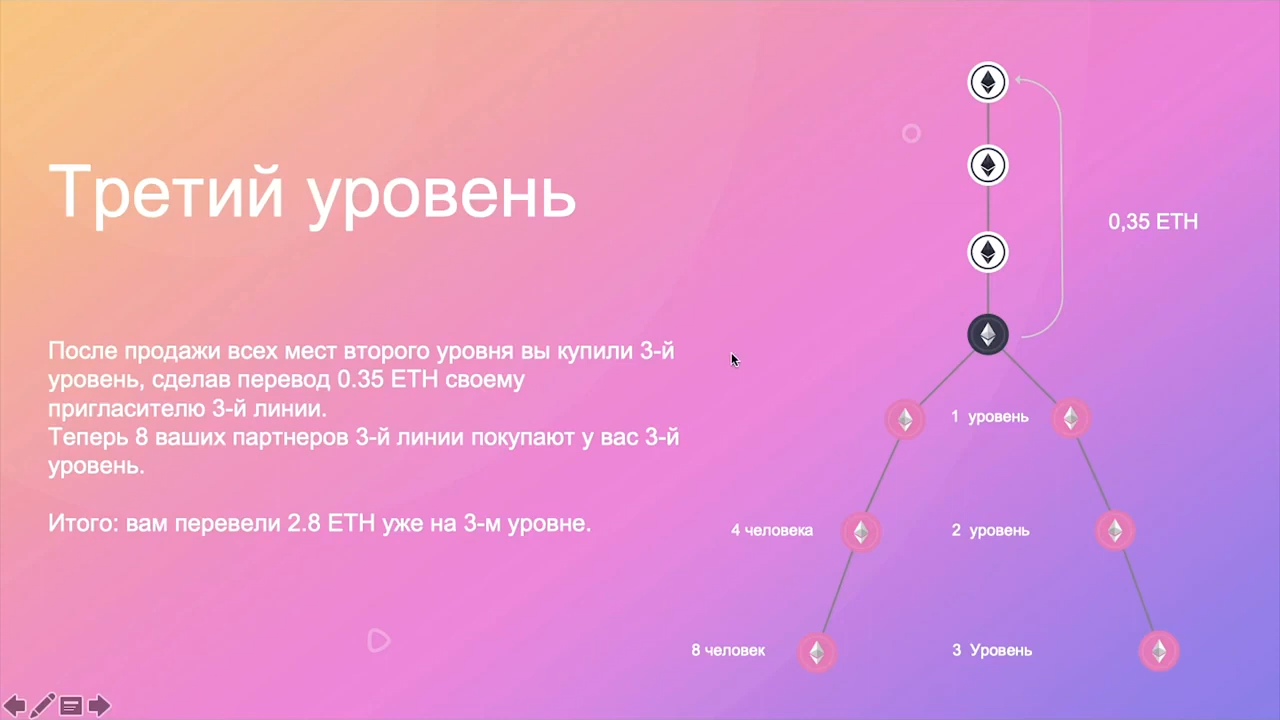 Третий уровень
0,35 ETH
После продажи всех мест второго уровня вы купили 3-й
уровень, сделав перевод 0.35 ETH своему
пригласителю 3-й линии.
Теперь 8 ваших партнеров 3-й линии покупают у вас 3-й
уровень.
Итого: вам перевели 2.8 ETH уже на 3-м уровне.
1 уровень
4 человека
2 уровень
8 человек
3 Уровень